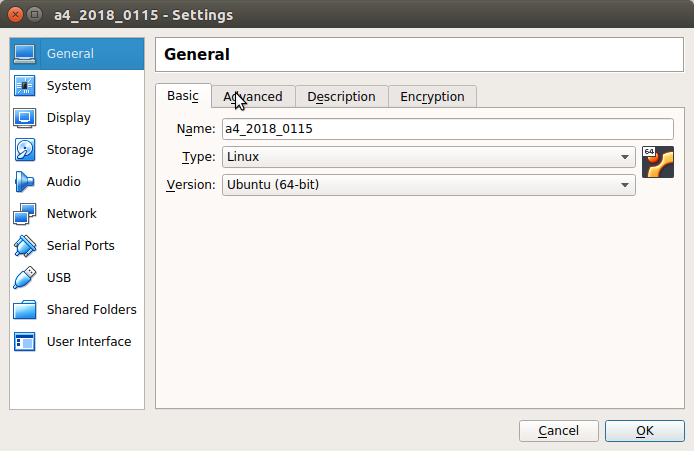 a4_2018_0115 - Settings
General
System
Display
Storage
Audio
Network
Serial Ports
USB
Shared Folders
User Interface
General
Basic Advanced Description Encryption
Name: a4_2018_0115
Type: Linux
64
Version: Ubuntu (64-bit)
Cancel OK